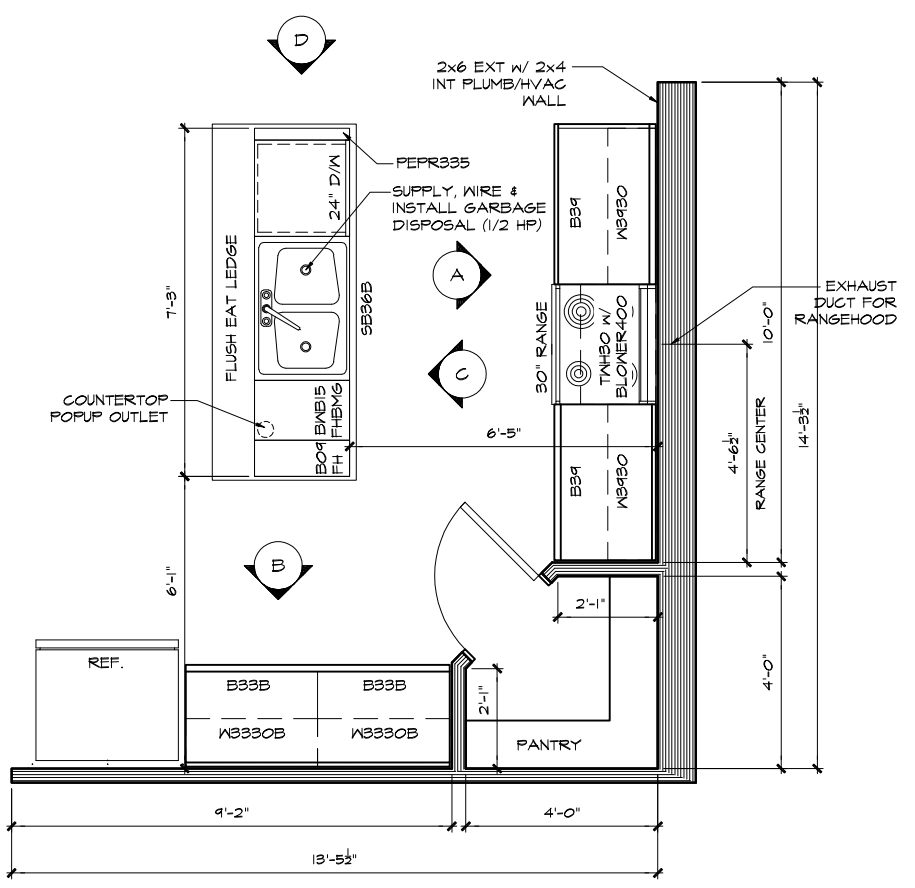 D
2x6 EXT W/ 2x4
INT PLUMB/HVAC
WALL
PEPR335
24" D/W
SUPPLY, WIRE &
INSTALL GARBAGE
DISPOSAL (1/2 HP)
B39
W3930
A
7'-3"
FLUSH EAT LEDGE
SB36B
EXHAUST
DUCT FOR
RANGEHOOD
10'-0"
30" RANGE
TWH30 W/
BLOWER400
C
COUNTERTOP
POPUP OUTLET
BWB15
FHBMG
B09
FH
6'-5"
4'-6½"
RANGE CENTER
14'-3½"
B39
W3930
B
6'-1"
2'-1"
REF.
B33B
B33B
W3330B
W3330B
2'-1"
4'-0"
PANTRY
9'-2"
4'-0"
13'-5½"